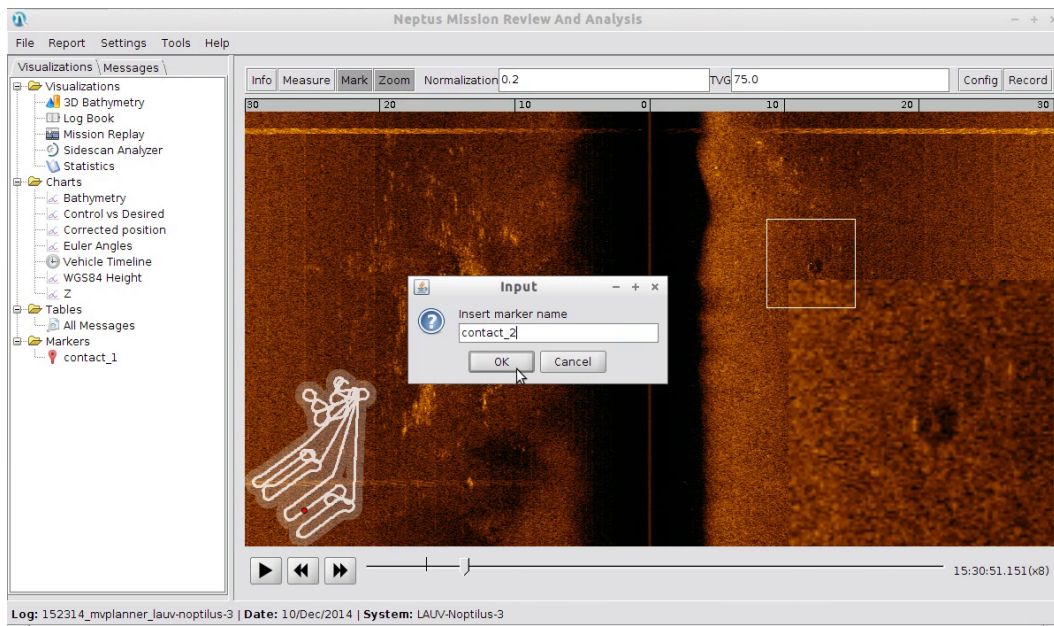 Neptus Mission Review And Analysis
File Report Settings Tools Help
Visualizations Messages
Visualizations
3D Bathymetry
Log Book
Mission Replay
Sidescan Analyzer
Statistics
Charts
Bathymetry
Control vs Desired
Corrected position
Euler Angles
Vehicle Timeline
WGS84 Height
Z
Tables
All Messages
Markers
contact_1
Info Measure Mark Zoom Normalization 0.2 TVG 75.0 Config Record
30 20 10 0 10 20 30
Input
Insert marker name
contact_2
OK Cancel
15:30:51.151(x8)
Log: 152314_mvplanner_lauv-noptilus-3 | Date: 10/Dec/2014 | System: LAUV-Noptilus-3